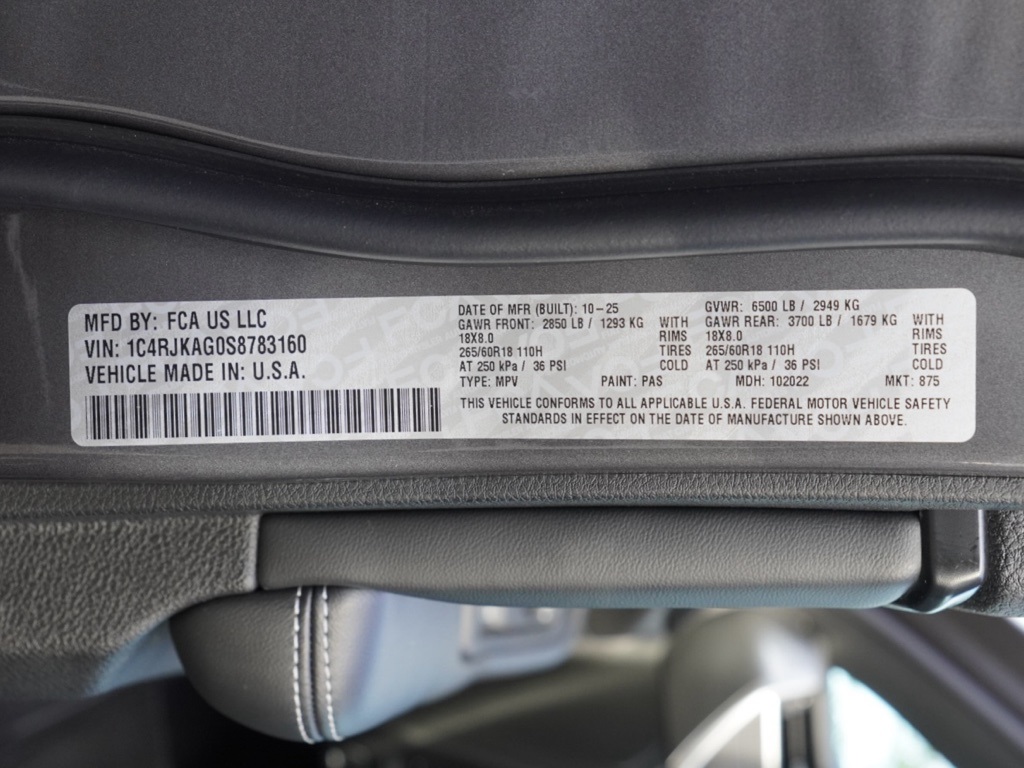 MFD BY: FCA US LLC
VIN: 1C4RJKAG0S8783160
VEHICLE MADE IN: U.S.A.
DATE OF MFR (BUILT): 10-25
GVWR: 6500 LB / 2949 KG
GAWR FRONT: 2850 LB / 1293 KG WITH
GAWR REAR: 3700 LB / 1679 KG WITH
18X8.0 RIMS
18X8.0 RIMS
265/60R18 110H TIRES
265/60R18 110H TIRES
AT 250 kPa / 36 PSI COLD
AT 250 kPa / 36 PSI COLD
TYPE: MPV PAINT: PAS MDH: 102022 MKT: 875
THIS VEHICLE CONFORMS TO ALL APPLICABLE U.S.A. FEDERAL MOTOR VEHICLE SAFETY
STANDARDS IN EFFECT ON THE DATE OF MANUFACTURE SHOWN ABOVE.